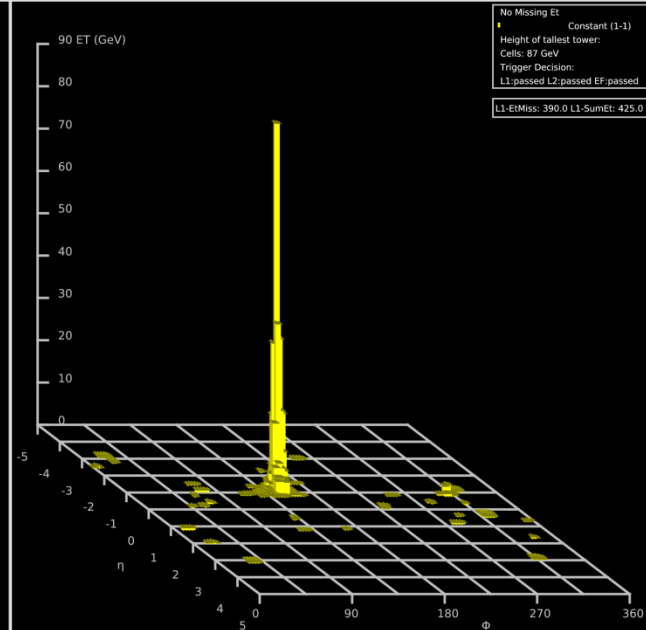 No Missing Et
Constant (1-1)
Height of tallest tower:
Cells: 87 GeV
Trigger Decision:
L1:passed L2:passed EF:passed
L1-EtMiss: 390.0 L1-SumEt: 425.0
90 ET (GeV)
80
70
60
50
40
30
20
10
0
-5
-4
-3
-2
-1
0
1
2
3
4
5
η
0
90
180
270
360
Φ